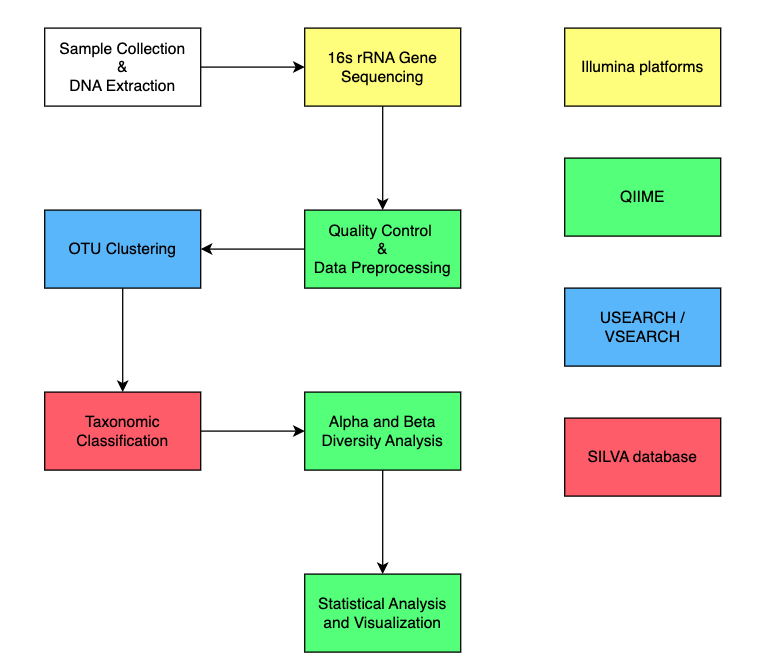 Sample Collection
&
DNA Extraction
16s rRNA Gene
Sequencing
Illumina platforms
QIIME
OTU Clustering
Quality Control
&
Data Preprocessing
USEARCH /
VSEARCH
Taxonomic
Classification
Alpha and Beta
Diversity Analysis
SILVA database
Statistical Analysis
and Visualization